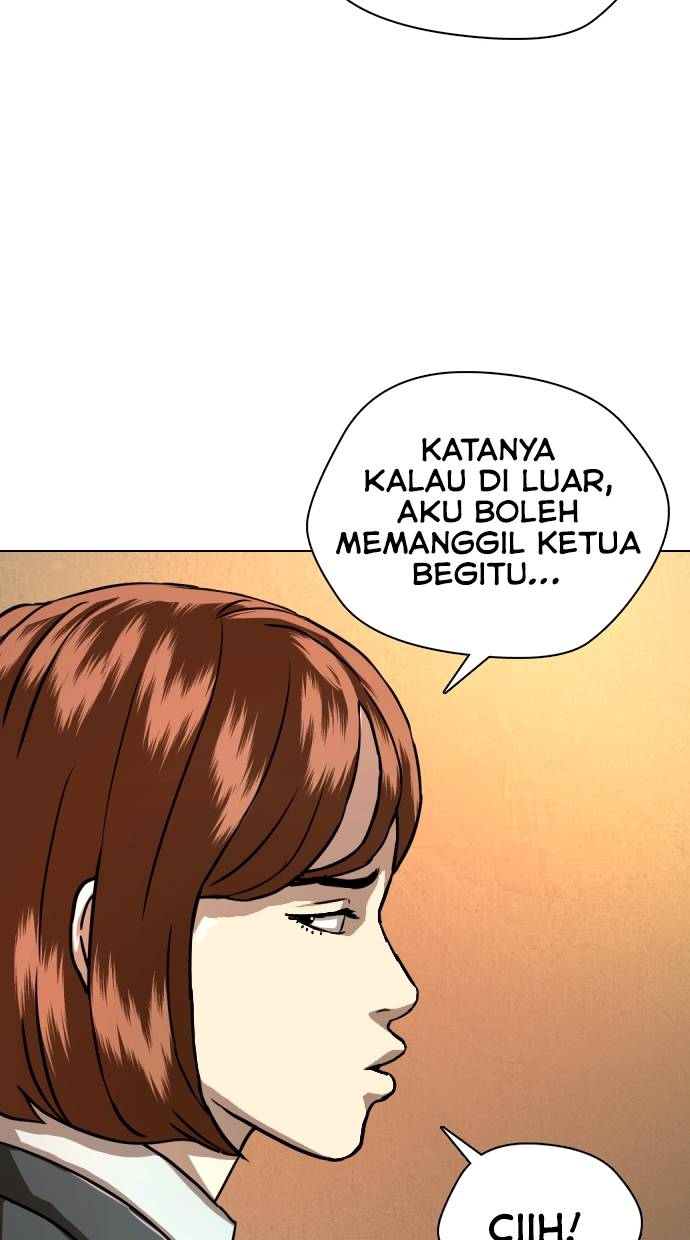 KATANYA
KALAU DI LUAR,
AKU BOLEH
MEMANGGIL KETUA
BEGITU...
CIIH!